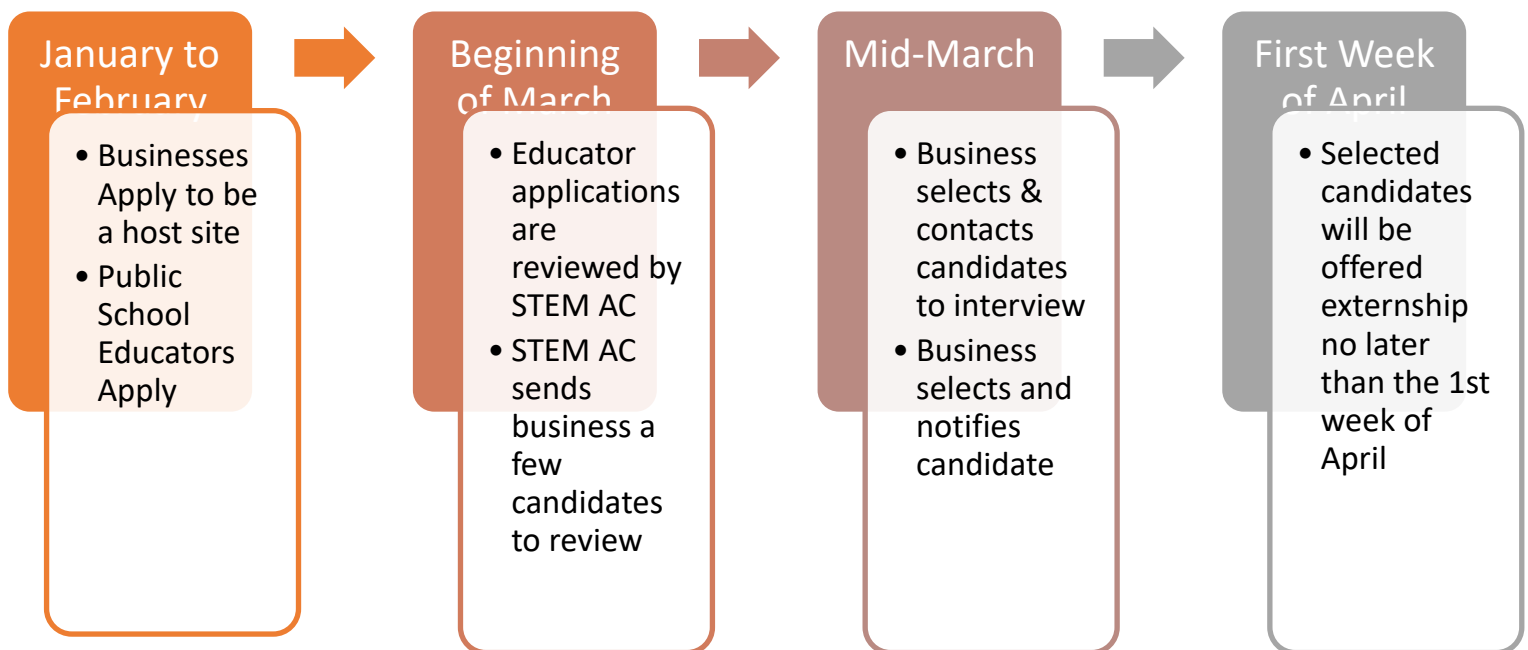 January to
February
• Businesses
Apply to be
a host site
• Public
School
Educators
Apply
Beginning
of March
• Educator
applications
are
reviewed by
STEM AC
• STEM AC
sends
business a
few
candidates
to review
Mid-March
• Business
selects &
contacts
candidates
to interview
• Business
selects and
notifies
candidate
First Week
of April
• Selected
candidates
will be
offered
externship
no later
than the 1st
week of
April